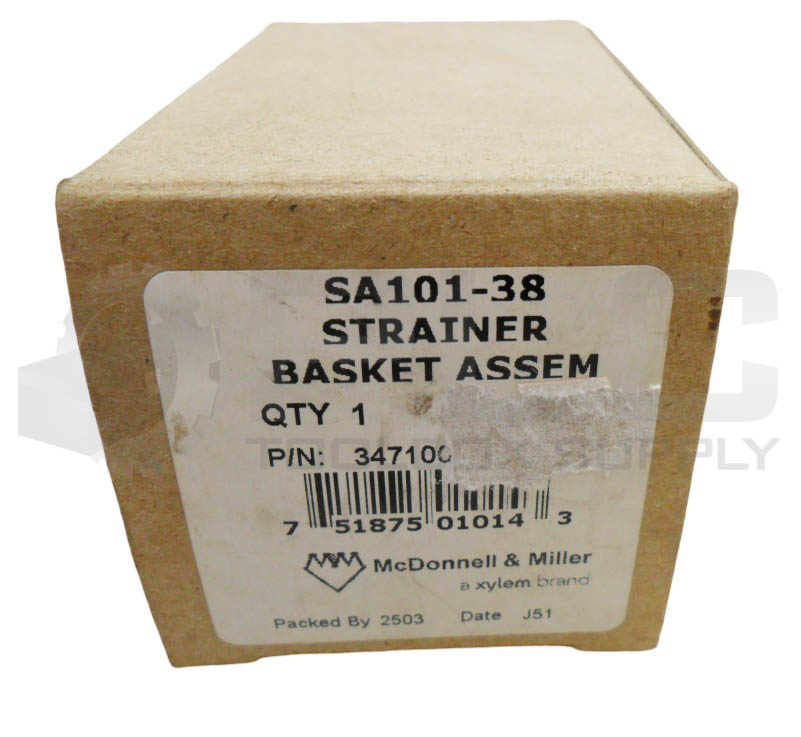 SA101-38
STRAINER
BASKET ASSEM
QTY 1
P/N: 347100
7 51875 01014 3
McDonnell & Miller
a xylem brand
Packed By 2503 Date J51
SUPPLY